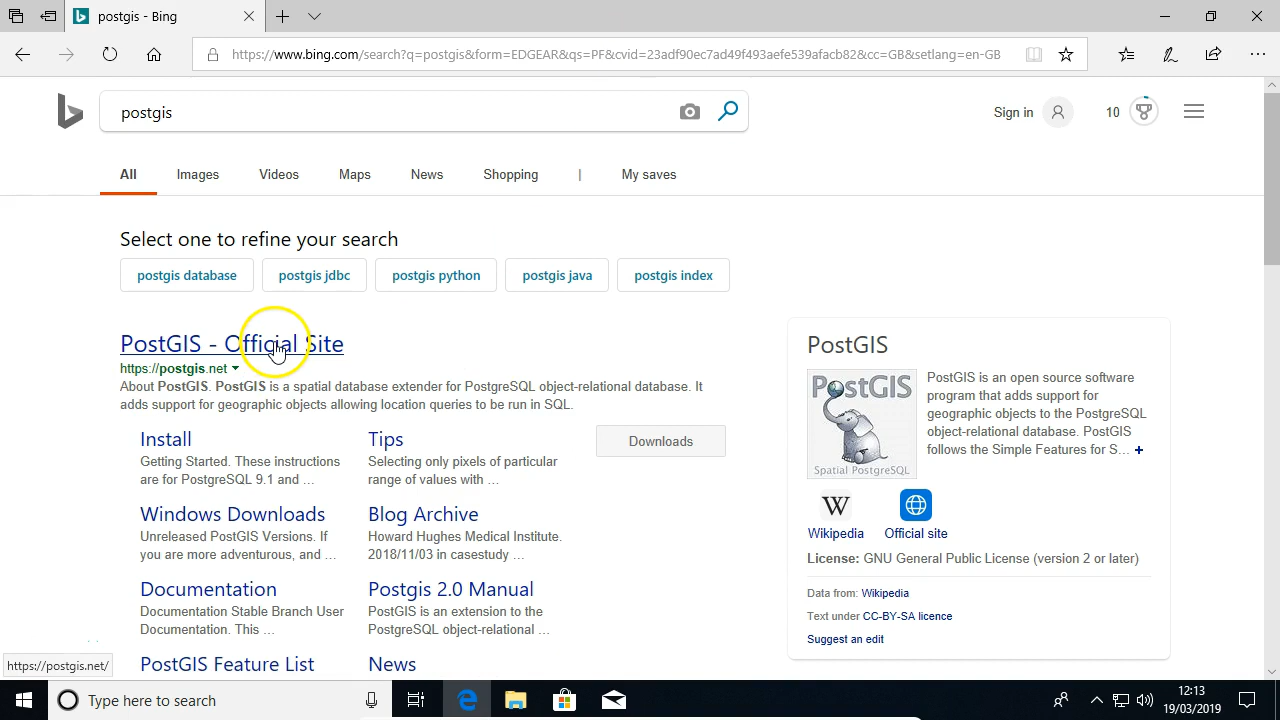 postgis - Bing
https://www.bing.com/search?q=postgis&form=EDGEAR&qs=PF&cvid=23adf90ec7ad49f493aefe539afacb82&cc=GB&setlang=en-GB
postgis
Sign in
10
All Images Videos Maps News Shopping | My saves
Select one to refine your search
postgis database
postgis jdbc
postgis python
postgis java
postgis index
PostGIS - Official Site
https://postgis.net
About PostGIS. PostGIS is a spatial database extender for PostgreSQL object-relational database. It
adds support for geographic objects allowing location queries to be run in SQL.
Install
Getting Started. These instructions
are for PostgreSQL 9.1 and ...
Tips
Selecting only pixels of particular
range of values with ...
Downloads
Windows Downloads
Unreleased PostGIS Versions. If
you are more adventurous, and ...
Blog Archive
Howard Hughes Medical Institute.
2018/11/03 in casestudy ...
Documentation
Documentation Stable Branch User
Documentation. This ...
Postgis 2.0 Manual
PostGIS is an extension to the
PostgreSQL object-relational ...
PostGIS Feature List
News
PostGIS
PostGIS
Spatial PostgreSQL
PostGIS is an open source software
program that adds support for
geographic objects to the PostgreSQL
object-relational database. PostGIS
follows the Simple Features for S... +
W
Wikipedia
Official site
License: GNU General Public License (version 2 or later)
Data from: Wikipedia
Text under CC-BY-SA licence
Suggest an edit
https://postgis.net/
Type here to search
12:13
19/03/2019